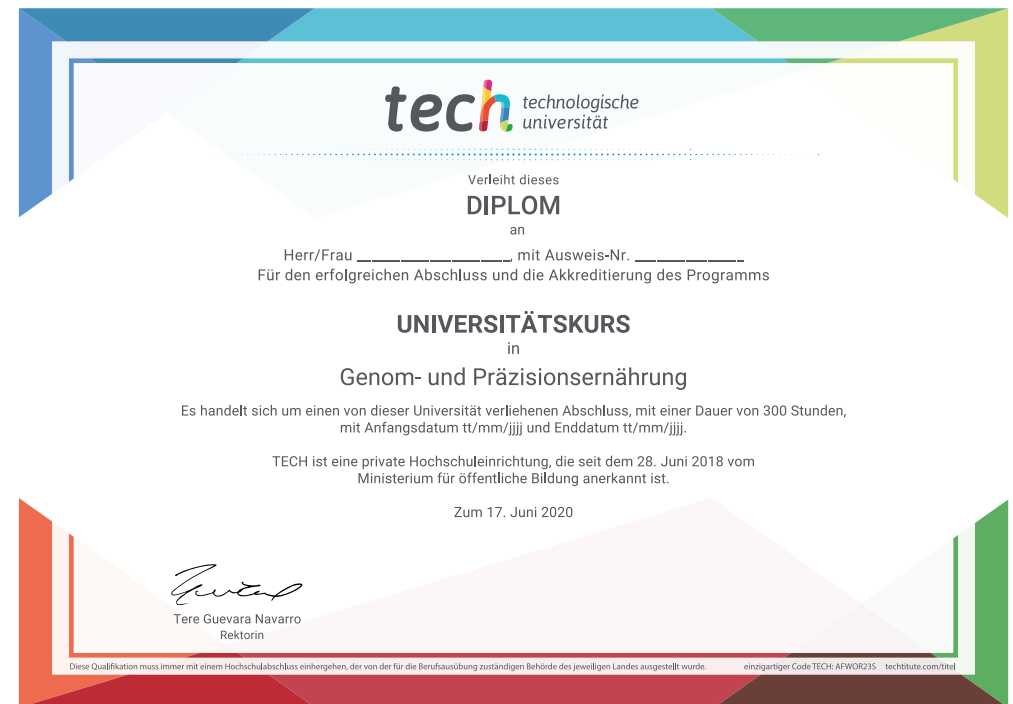 tech technologische
universität
Verleiht dieses
DIPLOM
an
Herr/Frau ____________________, mit Ausweis-Nr. ______________
Für den erfolgreichen Abschluss und die Akkreditierung des Programms
UNIVERSITÄTSKURS
in
Genom- und Präzisionsernährung
Es handelt sich um einen von dieser Universität verliehenen Abschluss, mit einer Dauer von 300 Stunden,
mit Anfangsdatum tt/mm/jjjj und Enddatum tt/mm/jjjj.
TECH ist eine private Hochschuleinrichtung, die seit dem 28. Juni 2018 vom
Ministerium für öffentliche Bildung anerkannt ist.
Zum 17. Juni 2020
Tere Guevara Navarro
Rektorin
Diese Qualifikation muss immer mit einem Hochschulabschluss einhergehen, der von der für die Berufsausübung zuständigen Behörde des jeweiligen Landes ausgestellt wurde. einzigartiger Code TECH: AFWOR23S techtitute.com/titel